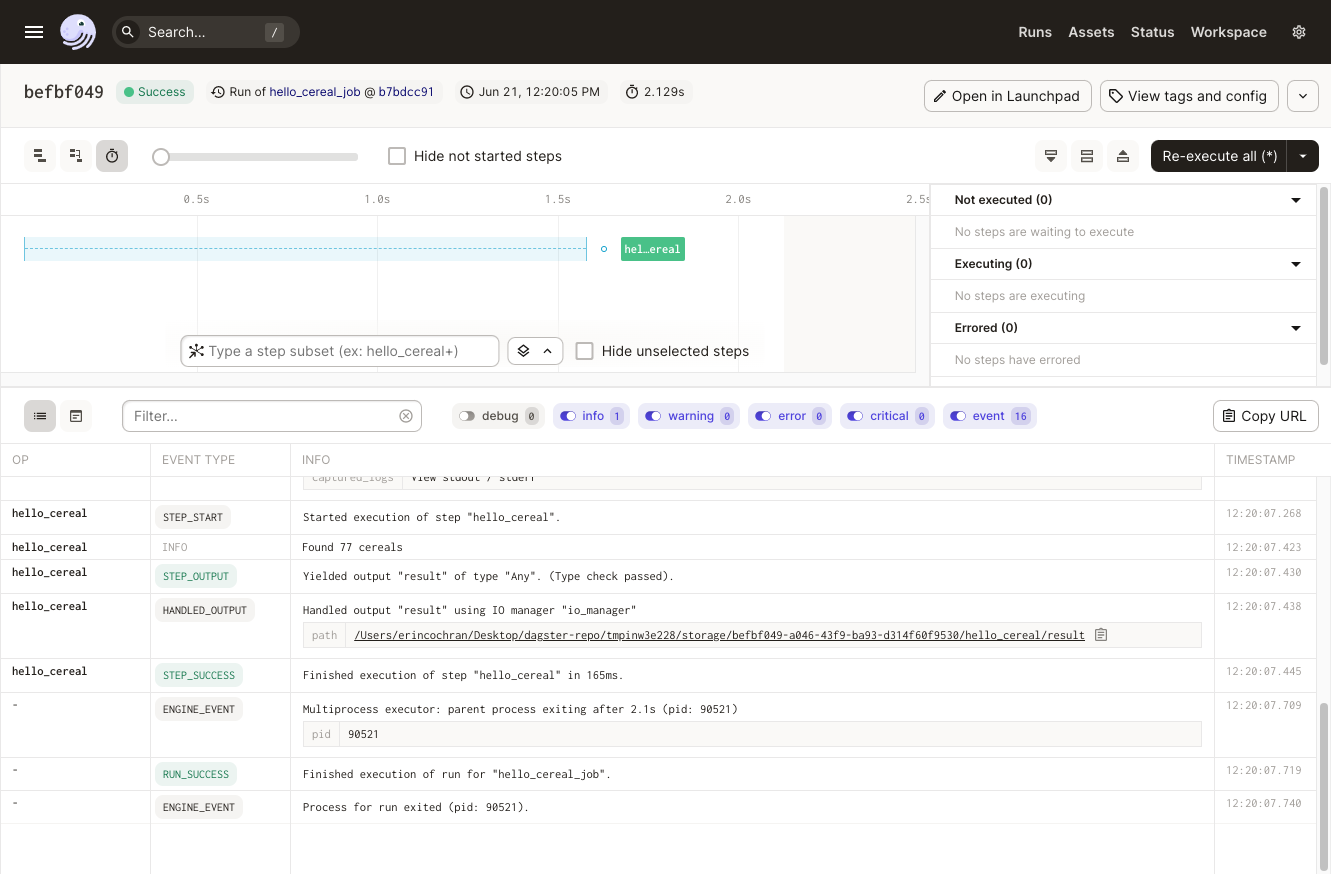 Search... /
Runs Assets Status Workspace
befbf049 Success Run of hello_cereal_job @ b7bdcc91 Jun 21, 12:20:05 PM 2.129s Open in Launchpad View tags and config
Hide not started steps Re-execute all (*)
0.5s 1.0s 1.5s 2.0s 2.5s
hel…ereal
Type a step subset (ex: hello_cereal+) Hide unselected steps
Not executed (0)
No steps are waiting to execute
Executing (0)
No steps are executing
Errored (0)
No steps have errored
Filter... debug 0 info 1 warning 0 error 0 critical 0 event 16 Copy URL
OP EVENT TYPE INFO TIMESTAMP
captured_logs View stdout / stderr
hello_cereal STEP_START Started execution of step "hello_cereal". 12:20:07.268
hello_cereal INFO Found 77 cereals 12:20:07.423
hello_cereal STEP_OUTPUT Yielded output "result" of type "Any". (Type check passed). 12:20:07.430
hello_cereal HANDLED_OUTPUT Handled output "result" using IO manager "io_manager" 12:20:07.438
path /Users/erincochran/Desktop/dagster-repo/tmpinw3e228/storage/befbf049-a046-43f9-ba93-d314f60f9530/hello_cereal/result
hello_cereal STEP_SUCCESS Finished execution of step "hello_cereal" in 165ms. 12:20:07.445
- ENGINE_EVENT Multiprocess executor: parent process exiting after 2.1s (pid: 90521) 12:20:07.709
pid 90521
- RUN_SUCCESS Finished execution of run for "hello_cereal_job". 12:20:07.719
- ENGINE_EVENT Process for run exited (pid: 90521). 12:20:07.740